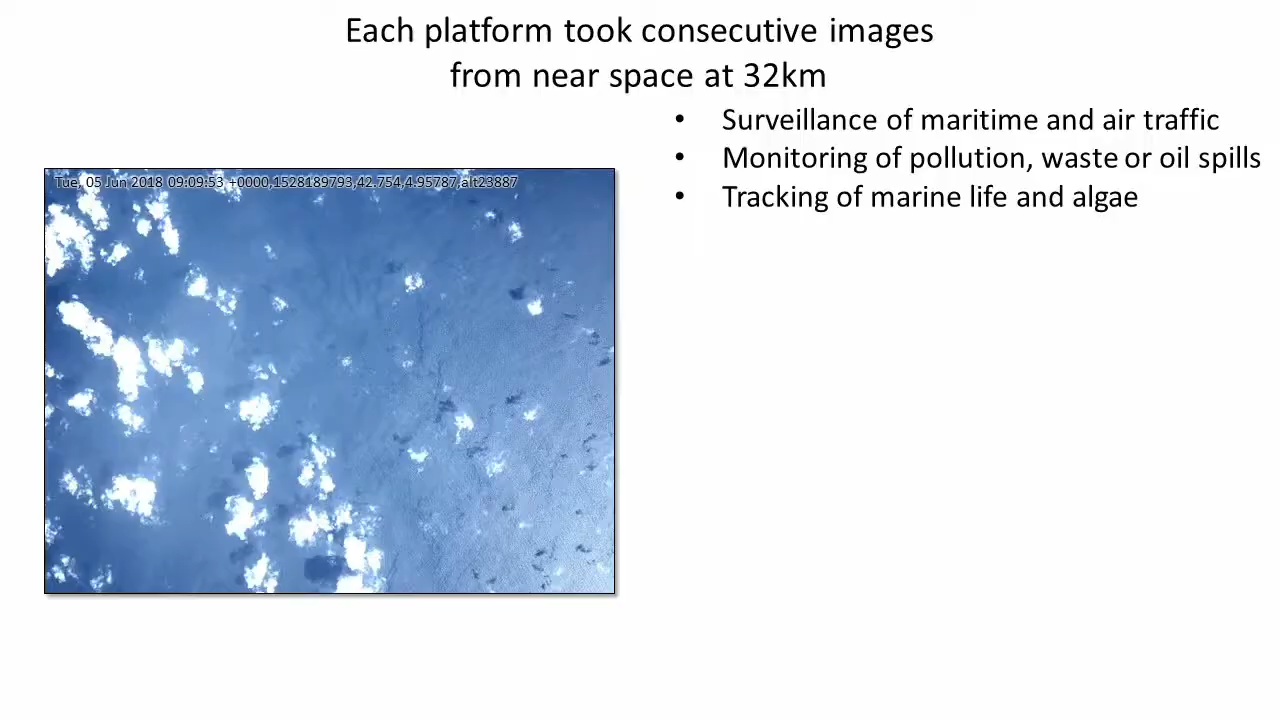 Each platform took consecutive images
from near space at 32km
• Surveillance of maritime and air traffic
• Monitoring of pollution, waste or oil spills
• Tracking of marine life and algae
Tue, 05 Jun 2018 09:09:53 +0000,1528189793,42.754,4.95787,alt23887